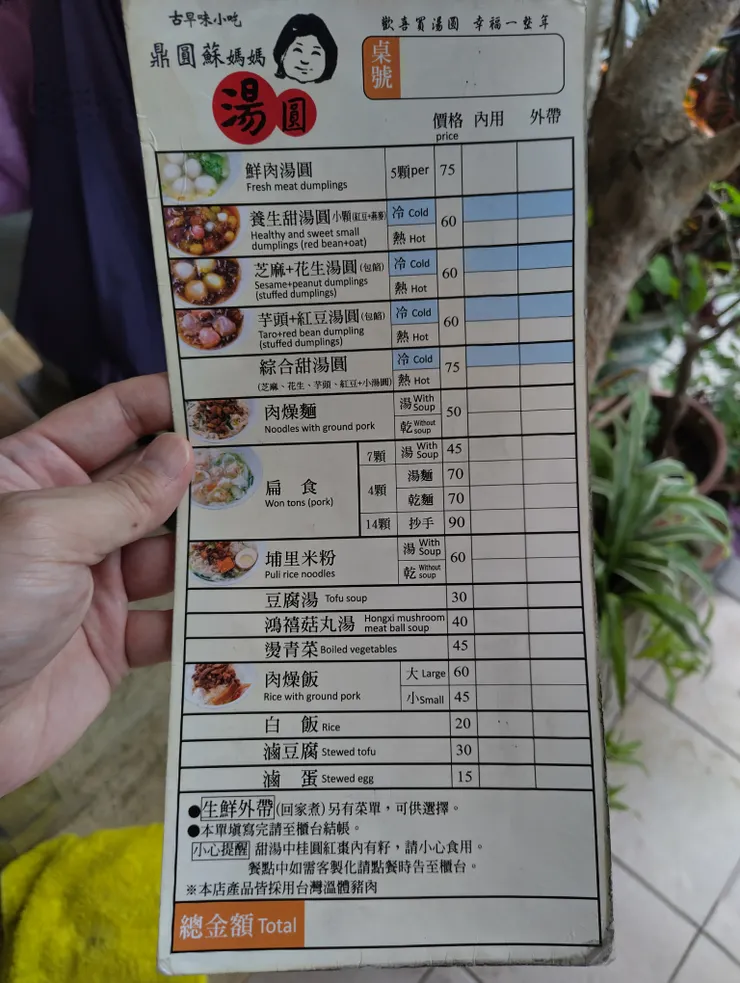 古早味小吃
歡喜買湯圓 幸福一整年
鼎圓蘇媽媽
湯圓
桌號
價格 內用 外帶
price
鮮肉湯圓 5顆per 75
Fresh meat dumplings
養生甜湯圓小顆(紅豆+燕麥) 冷 Cold 60
Healthy and sweet small
dumplings (red bean+oat) 熱 Hot
芝麻+花生湯圓(包餡) 冷 Cold 60
Sesame+peanut dumplings
(stuffed dumplings) 熱 Hot
芋頭+紅豆湯圓(包餡) 冷 Cold 60
Taro+red bean dumpling
(stuffed dumplings) 熱 Hot
綜合甜湯圓 冷 Cold 75
(芝麻、花生、芋頭、紅豆+小湯圓) 熱 Hot
肉燥麵 湯 With Soup 50
Noodles with ground pork 乾 Without soup
7顆 湯 With Soup 45
扁食 4顆 湯麵 70
Won tons (pork) 乾麵 70
14顆 抄手 90
埔里米粉 湯 With Soup 60
Puli rice noodles 乾 Without soup
豆腐湯 Tofu soup 30
鴻禧菇丸湯 Hongxi mushroom meat ball soup 40
燙青菜 Boiled vegetables 45
肉燥飯 大 Large 60
Rice with ground pork 小 Small 45
白飯 Rice 20
滷豆腐 Stewed tofu 30
滷蛋 Stewed egg 15
●生鮮外帶(回家煮)另有菜單，可供選擇。
●本單填寫完請至櫃台結帳。
小心提醒 甜湯中桂圓紅棗內有籽，請小心食用。
餐點中如需客製化請點餐時告至櫃台。
※本店產品皆採用台灣溫體豬肉
總金額 Total